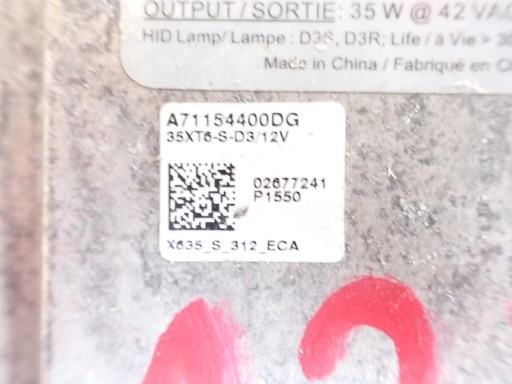 OUTPUT / SORTIE: 35 W @ 42 VAC
HID Lamp/ Lampe : D3S, D3R; Life / à Vie > 3
Made in China / Fabriqué en C
A71154400DG
35XT6-S-D3/12V
02677241
P1550
X635_S_312_ECA